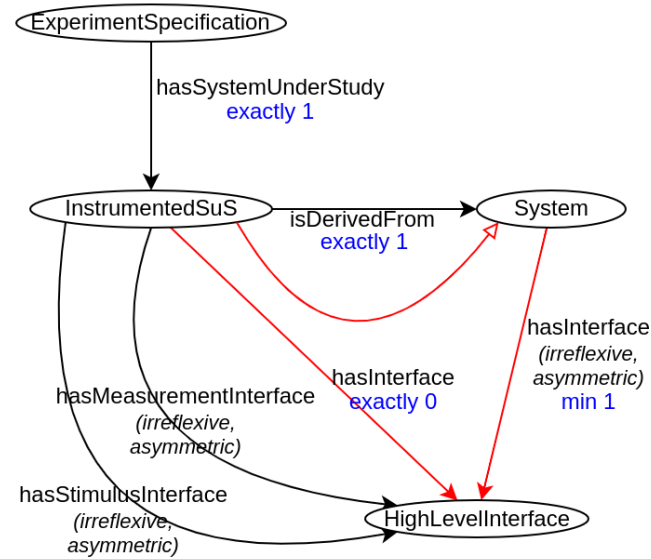 ExperimentSpecification
hasSystemUnderStudy
exactly 1
InstrumentedSuS
System
isDerivedFrom
exactly 1
hasInterface
(irreflexive,
asymmetric)
min 1
hasInterface
exactly 0
hasMeasurementInterface
(irreflexive,
asymmetric)
hasStimulusInterface
(irreflexive,
asymmetric)
HighLevelInterface